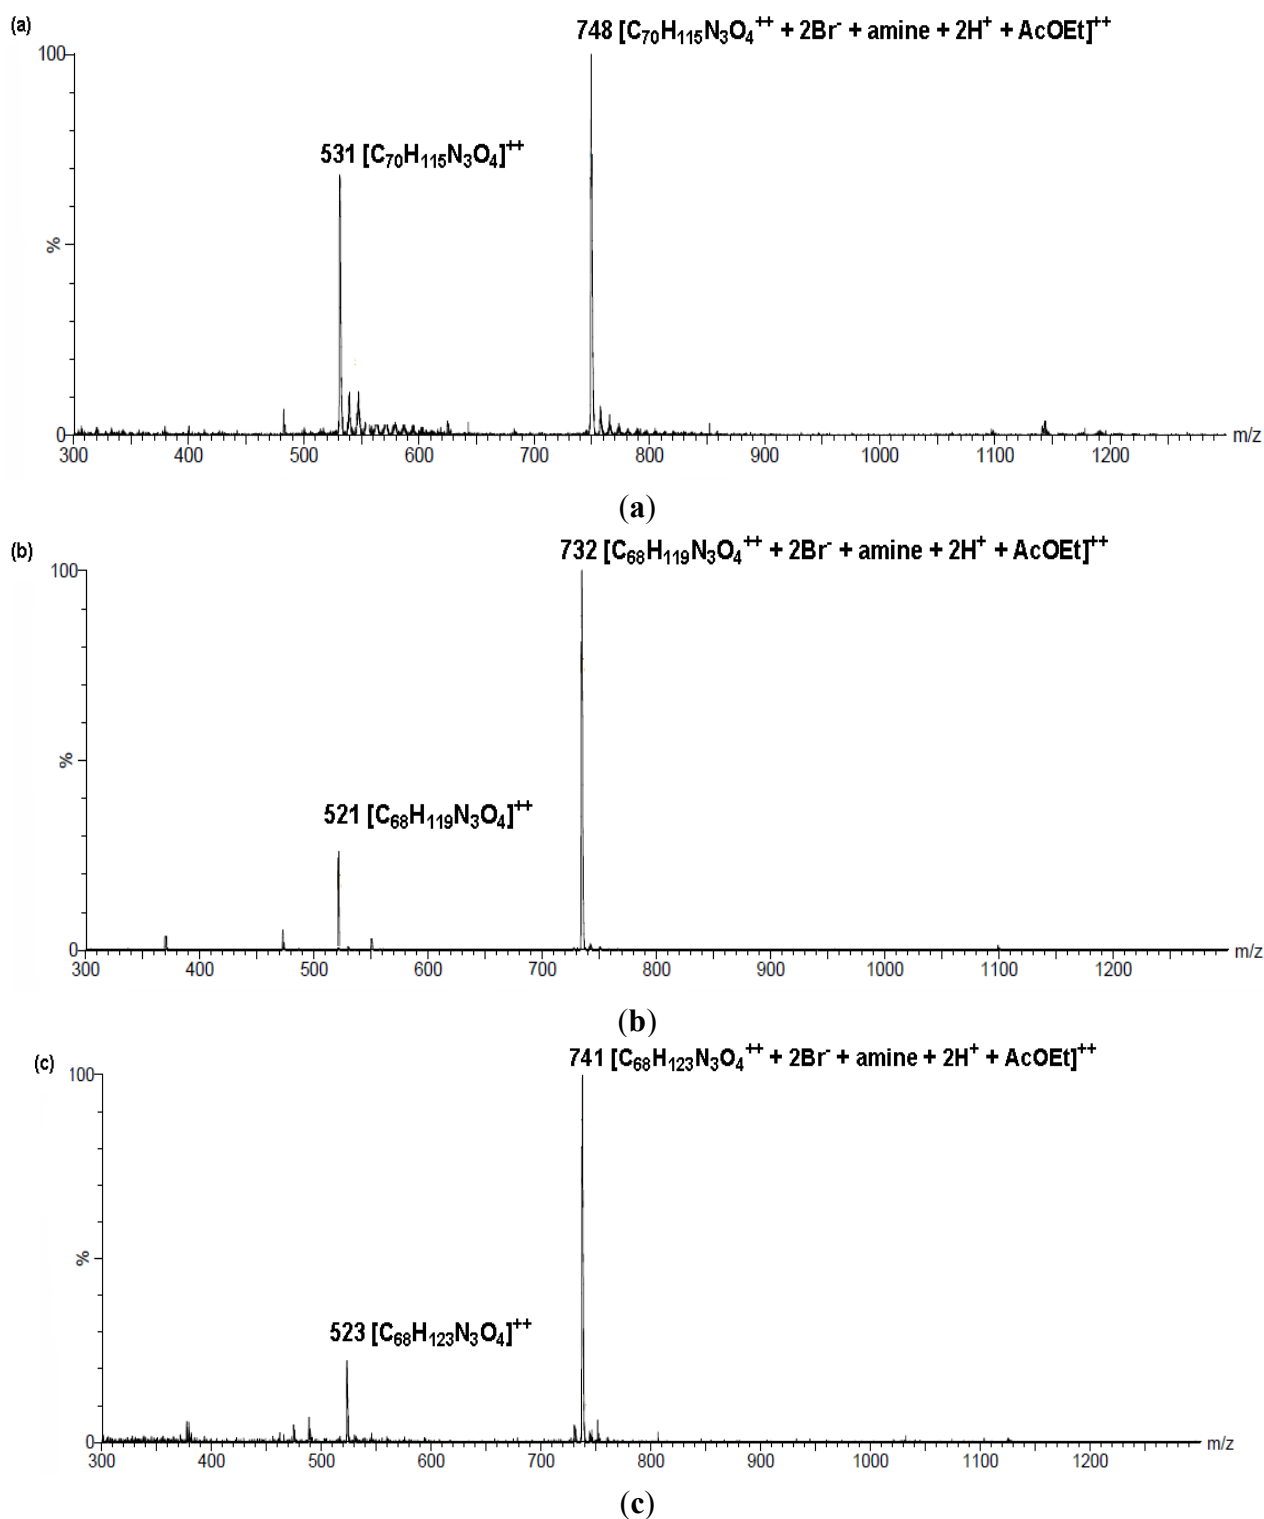 (a)
748 [C₇₀H₁₁₅N₃O₄⁺⁺ + 2Br⁻ + amine + 2H⁺ + AcOEt]⁺⁺
100
531 [C₇₀H₁₁₅N₃O₄]⁺⁺
%
0
300 400 500 600 700 800 900 1000 1100 1200 m/z
(a)
(b)
732 [C₆₈H₁₁₉N₃O₄⁺⁺ + 2Br⁻ + amine + 2H⁺ + AcOEt]⁺⁺
100
521 [C₆₈H₁₁₉N₃O₄]⁺⁺
%
0
300 400 500 600 700 800 900 1000 1100 1200 m/z
(b)
(c)
741 [C₆₈H₁₂₃N₃O₄⁺⁺ + 2Br⁻ + amine + 2H⁺ + AcOEt]⁺⁺
100
%
523 [C₆₈H₁₂₃N₃O₄]⁺⁺
0
300 400 500 600 700 800 900 1000 1100 1200 m/z
(c)